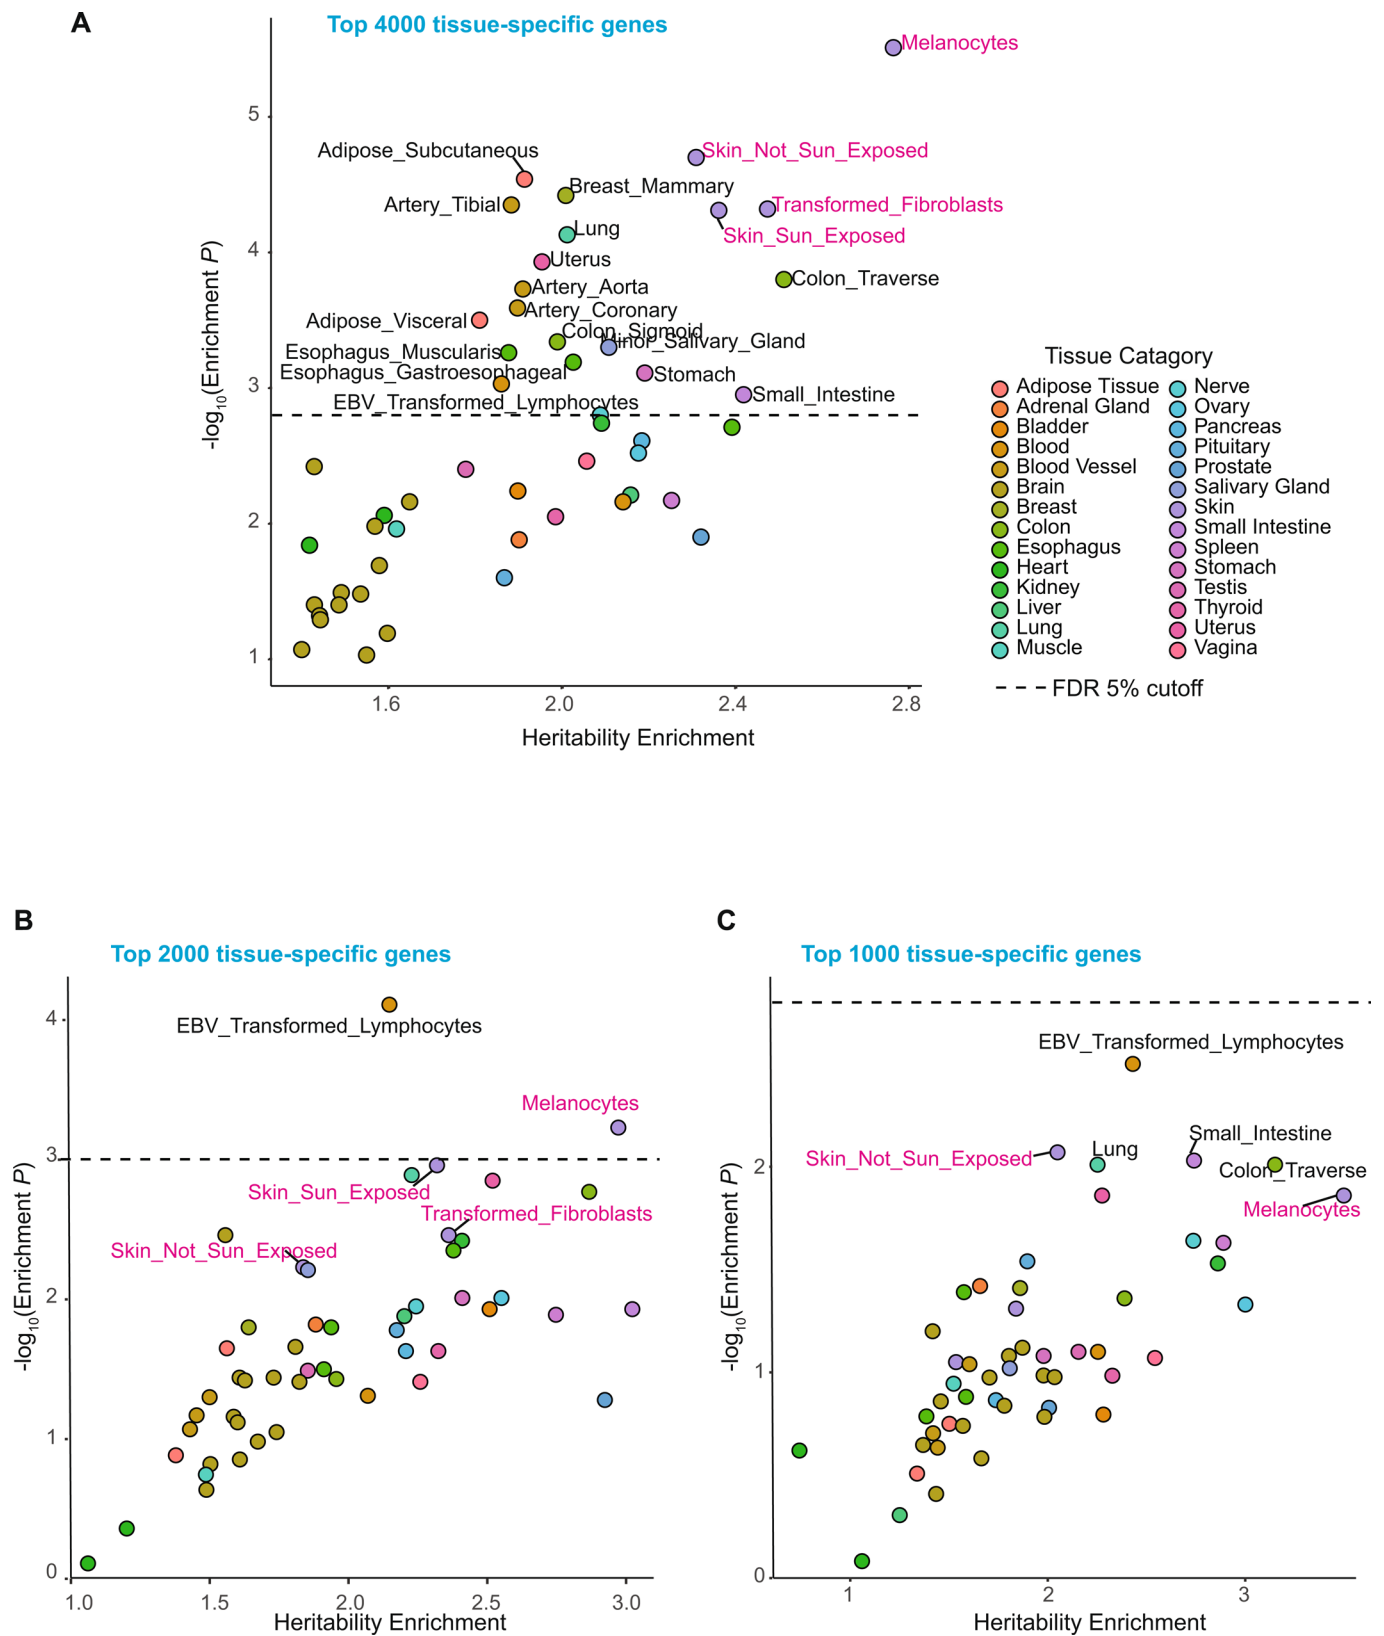 A
Top 4000 tissue-specific genes
Melanocytes
5
Adipose_Subcutaneous
Skin_Not_Sun_Exposed
Breast_Mammary
Artery_Tibial
Transformed_Fibroblasts
Lung
Skin_Sun_Exposed
4
Uterus
Colon_Traverse
Artery_Aorta
Artery_Coronary
Adipose_Visceral
Colon_Sigmoid
Minor_Salivary_Gland
Esophagus_Muscularis
Esophagus_Gastroesophageal
Stomach
3
Small_Intestine
EBV_Transformed_Lymphocytes
2
1
-log10(Enrichment P)
1.6 2.0 2.4 2.8
Heritability Enrichment
Tissue Catagory
Adipose Tissue
Adrenal Gland
Bladder
Blood
Blood Vessel
Brain
Breast
Colon
Esophagus
Heart
Kidney
Liver
Lung
Muscle
Nerve
Ovary
Pancreas
Pituitary
Prostate
Salivary Gland
Skin
Small Intestine
Spleen
Stomach
Testis
Thyroid
Uterus
Vagina
FDR 5% cutoff
B
Top 2000 tissue-specific genes
4
EBV_Transformed_Lymphocytes
Melanocytes
3
Skin_Sun_Exposed
Transformed_Fibroblasts
Skin_Not_Sun_Exposed
2
1
0
-log10(Enrichment P)
1.0 1.5 2.0 2.5 3.0
Heritability Enrichment
C
Top 1000 tissue-specific genes
EBV_Transformed_Lymphocytes
Small_Intestine
Lung
Skin_Not_Sun_Exposed
2
Colon_Traverse
Melanocytes
1
0
-log10(Enrichment P)
1 2 3
Heritability Enrichment